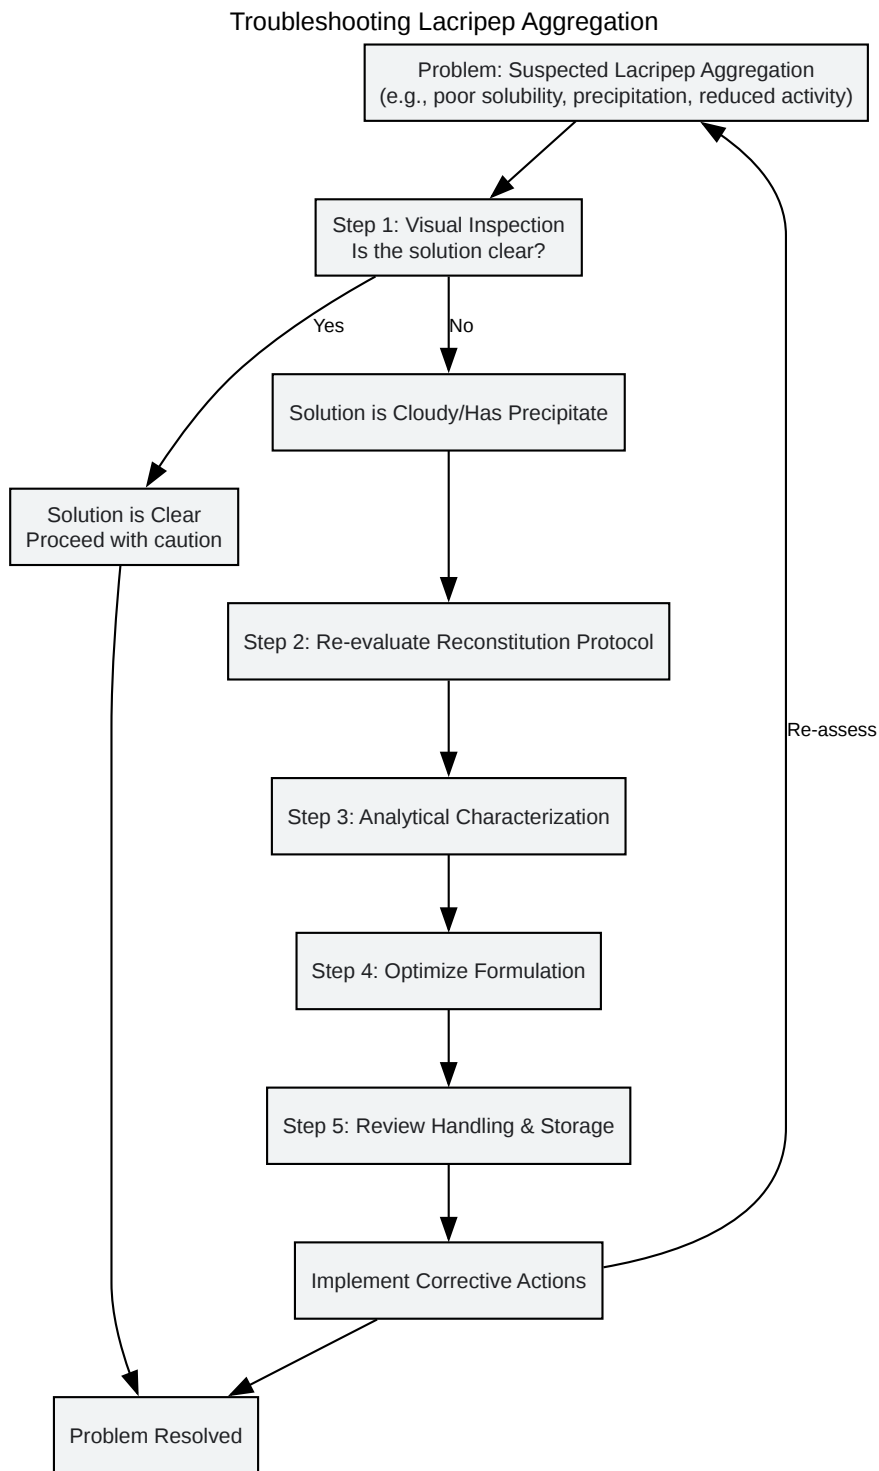 Troubleshooting Lacripep Aggregation
Problem: Suspected Lacripep Aggregation
(e.g., poor solubility, precipitation, reduced activity)
Step 1: Visual Inspection
Is the solution clear?
Yes
No
Solution is Cloudy/Has Precipitate
Solution is Clear
Proceed with caution
Step 2: Re-evaluate Reconstitution Protocol
Re-assess
Step 3: Analytical Characterization
Step 4: Optimize Formulation
Step 5: Review Handling & Storage
Implement Corrective Actions
Problem Resolved